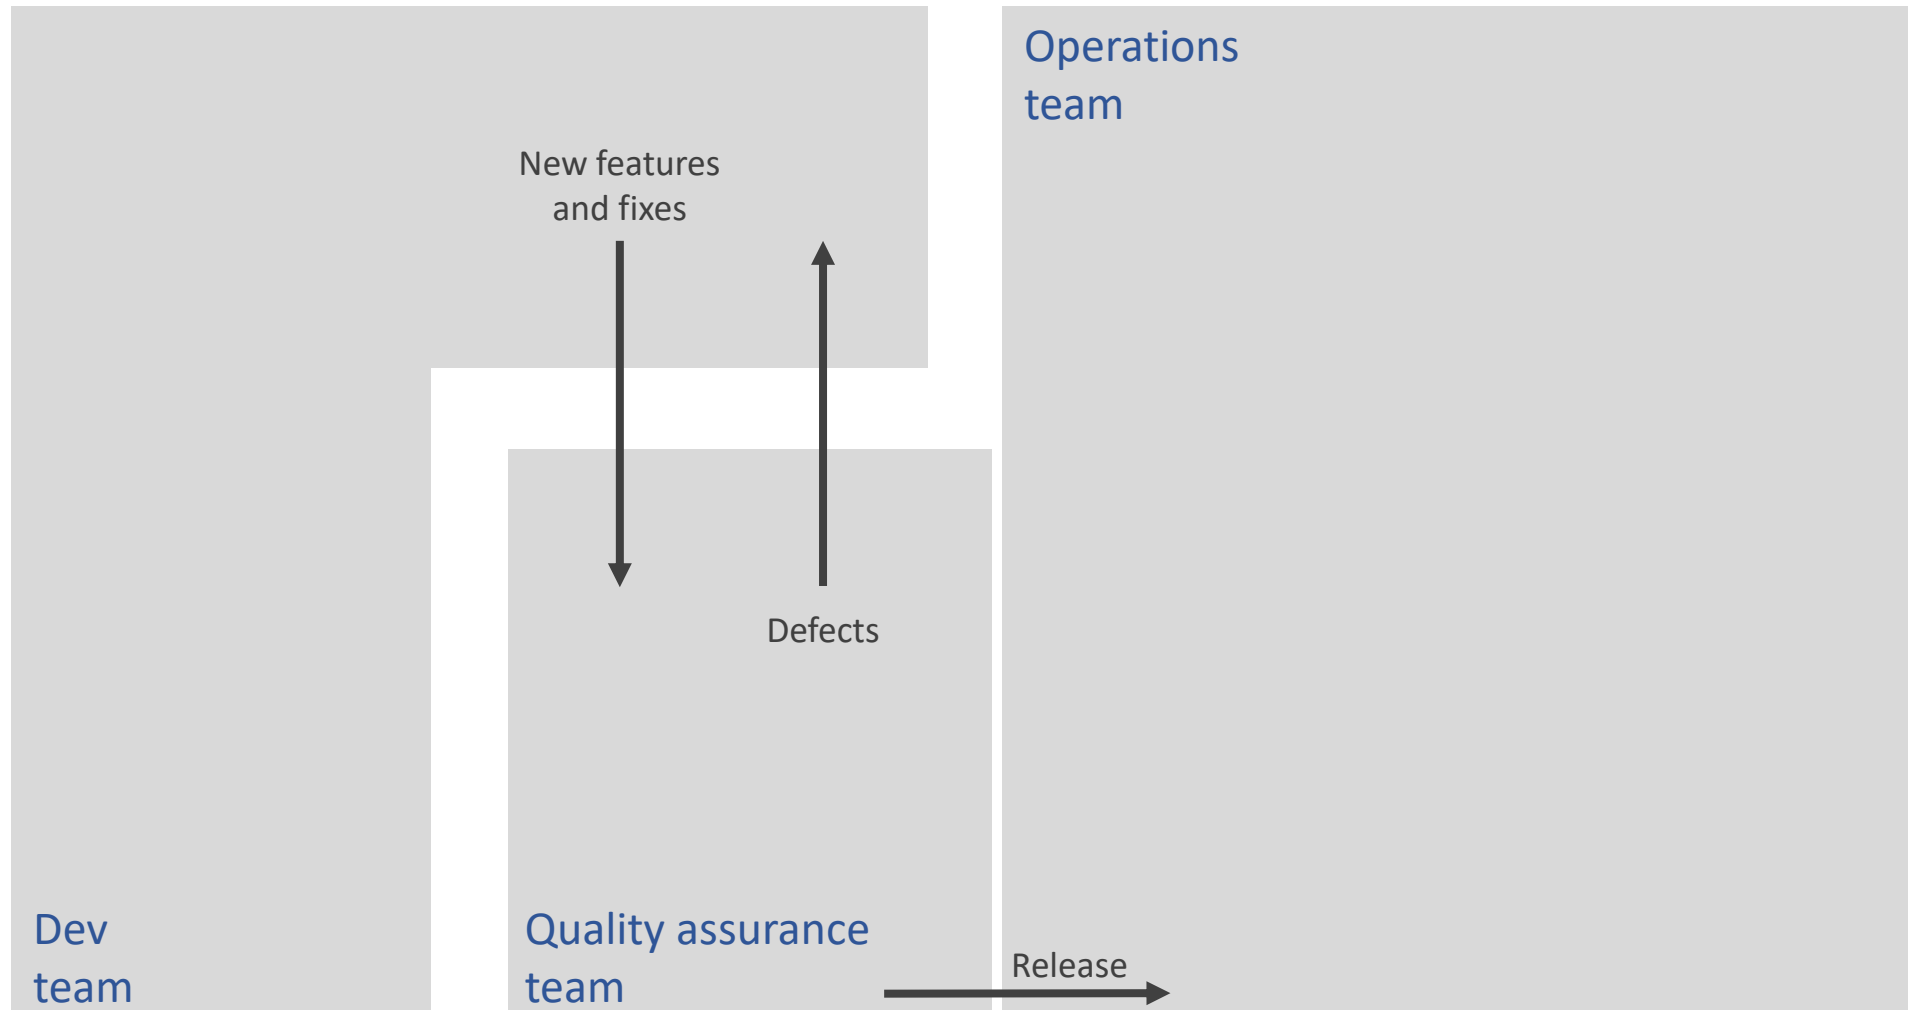 Operations
team
New features
and fixes
Defects
Dev
team
Quality assurance
team
Release